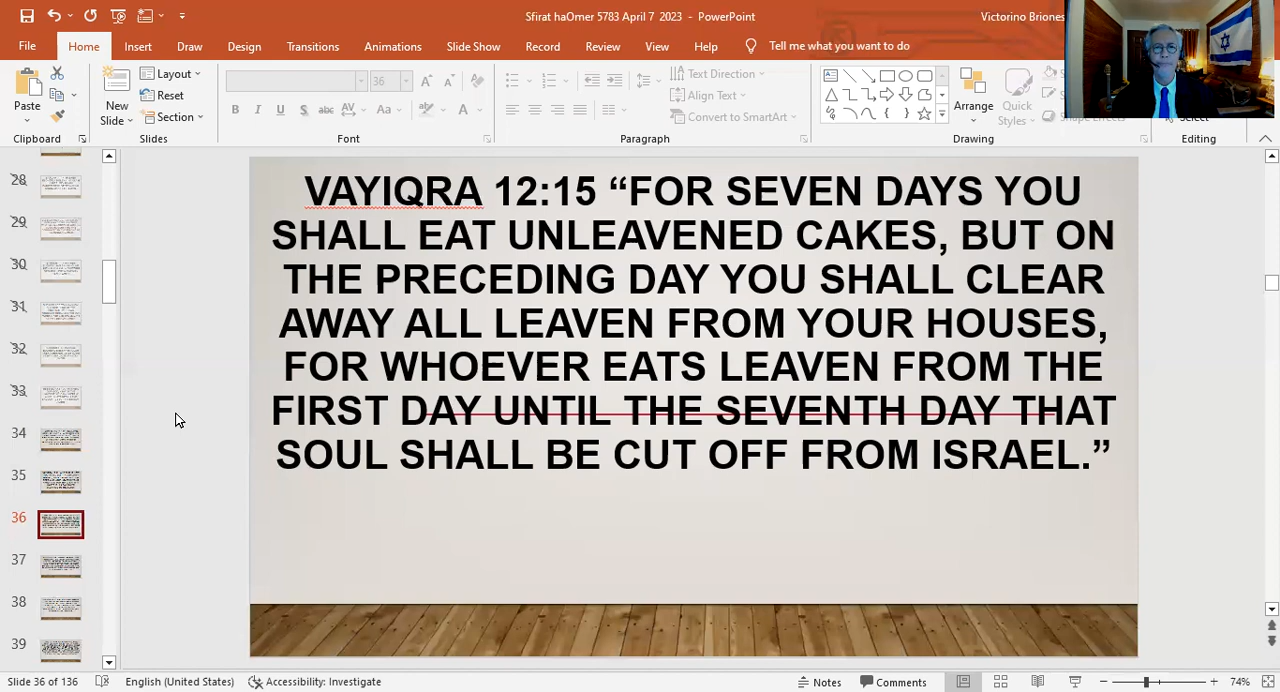 Sfirat haOmer 5783 April 7 2023 - PowerPoint
Victorino Briones
File Home Insert Draw Design Transitions Animations Slide Show Record Review View Help Tell me what you want to do
Paste
New
Slide
Layout
Reset
Section
36
B I U S abc AV Aa A
Text Direction
Align Text
Convert to SmartArt
Arrange
Quick
Styles
Select
Clipboard Slides Font Paragraph Drawing Editing
28
29
30
31
32
33
34
35
36
37
38
39
VAYIQRA 12:15 “FOR SEVEN DAYS YOU
SHALL EAT UNLEAVENED CAKES, BUT ON
THE PRECEDING DAY YOU SHALL CLEAR
AWAY ALL LEAVEN FROM YOUR HOUSES,
FOR WHOEVER EATS LEAVEN FROM THE
FIRST DAY UNTIL THE SEVENTH DAY THAT
SOUL SHALL BE CUT OFF FROM ISRAEL.”
Slide 36 of 136 English (United States) Accessibility: Investigate Notes Comments 74%